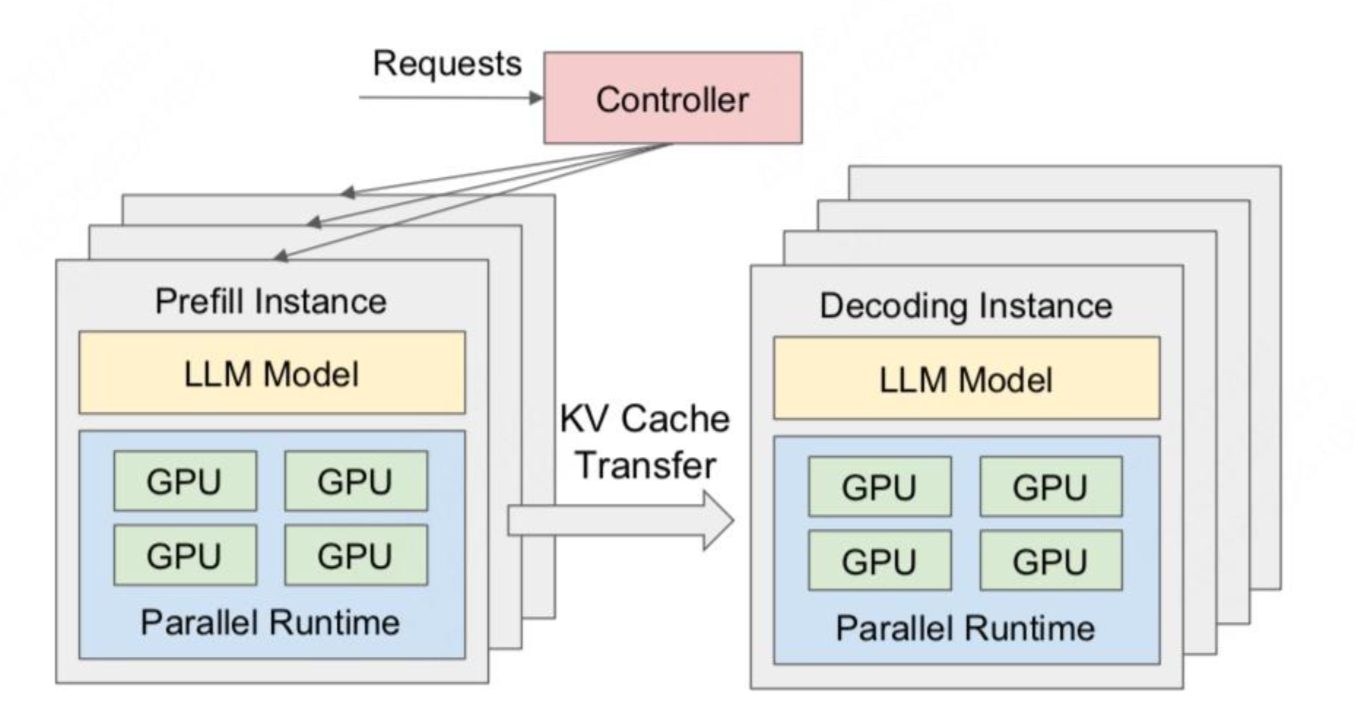 Requests
Controller
Prefill Instance
LLM Model
GPU GPU
GPU GPU
Parallel Runtime
KV Cache
Transfer
Decoding Instance
LLM Model
GPU GPU
GPU GPU
Parallel Runtime